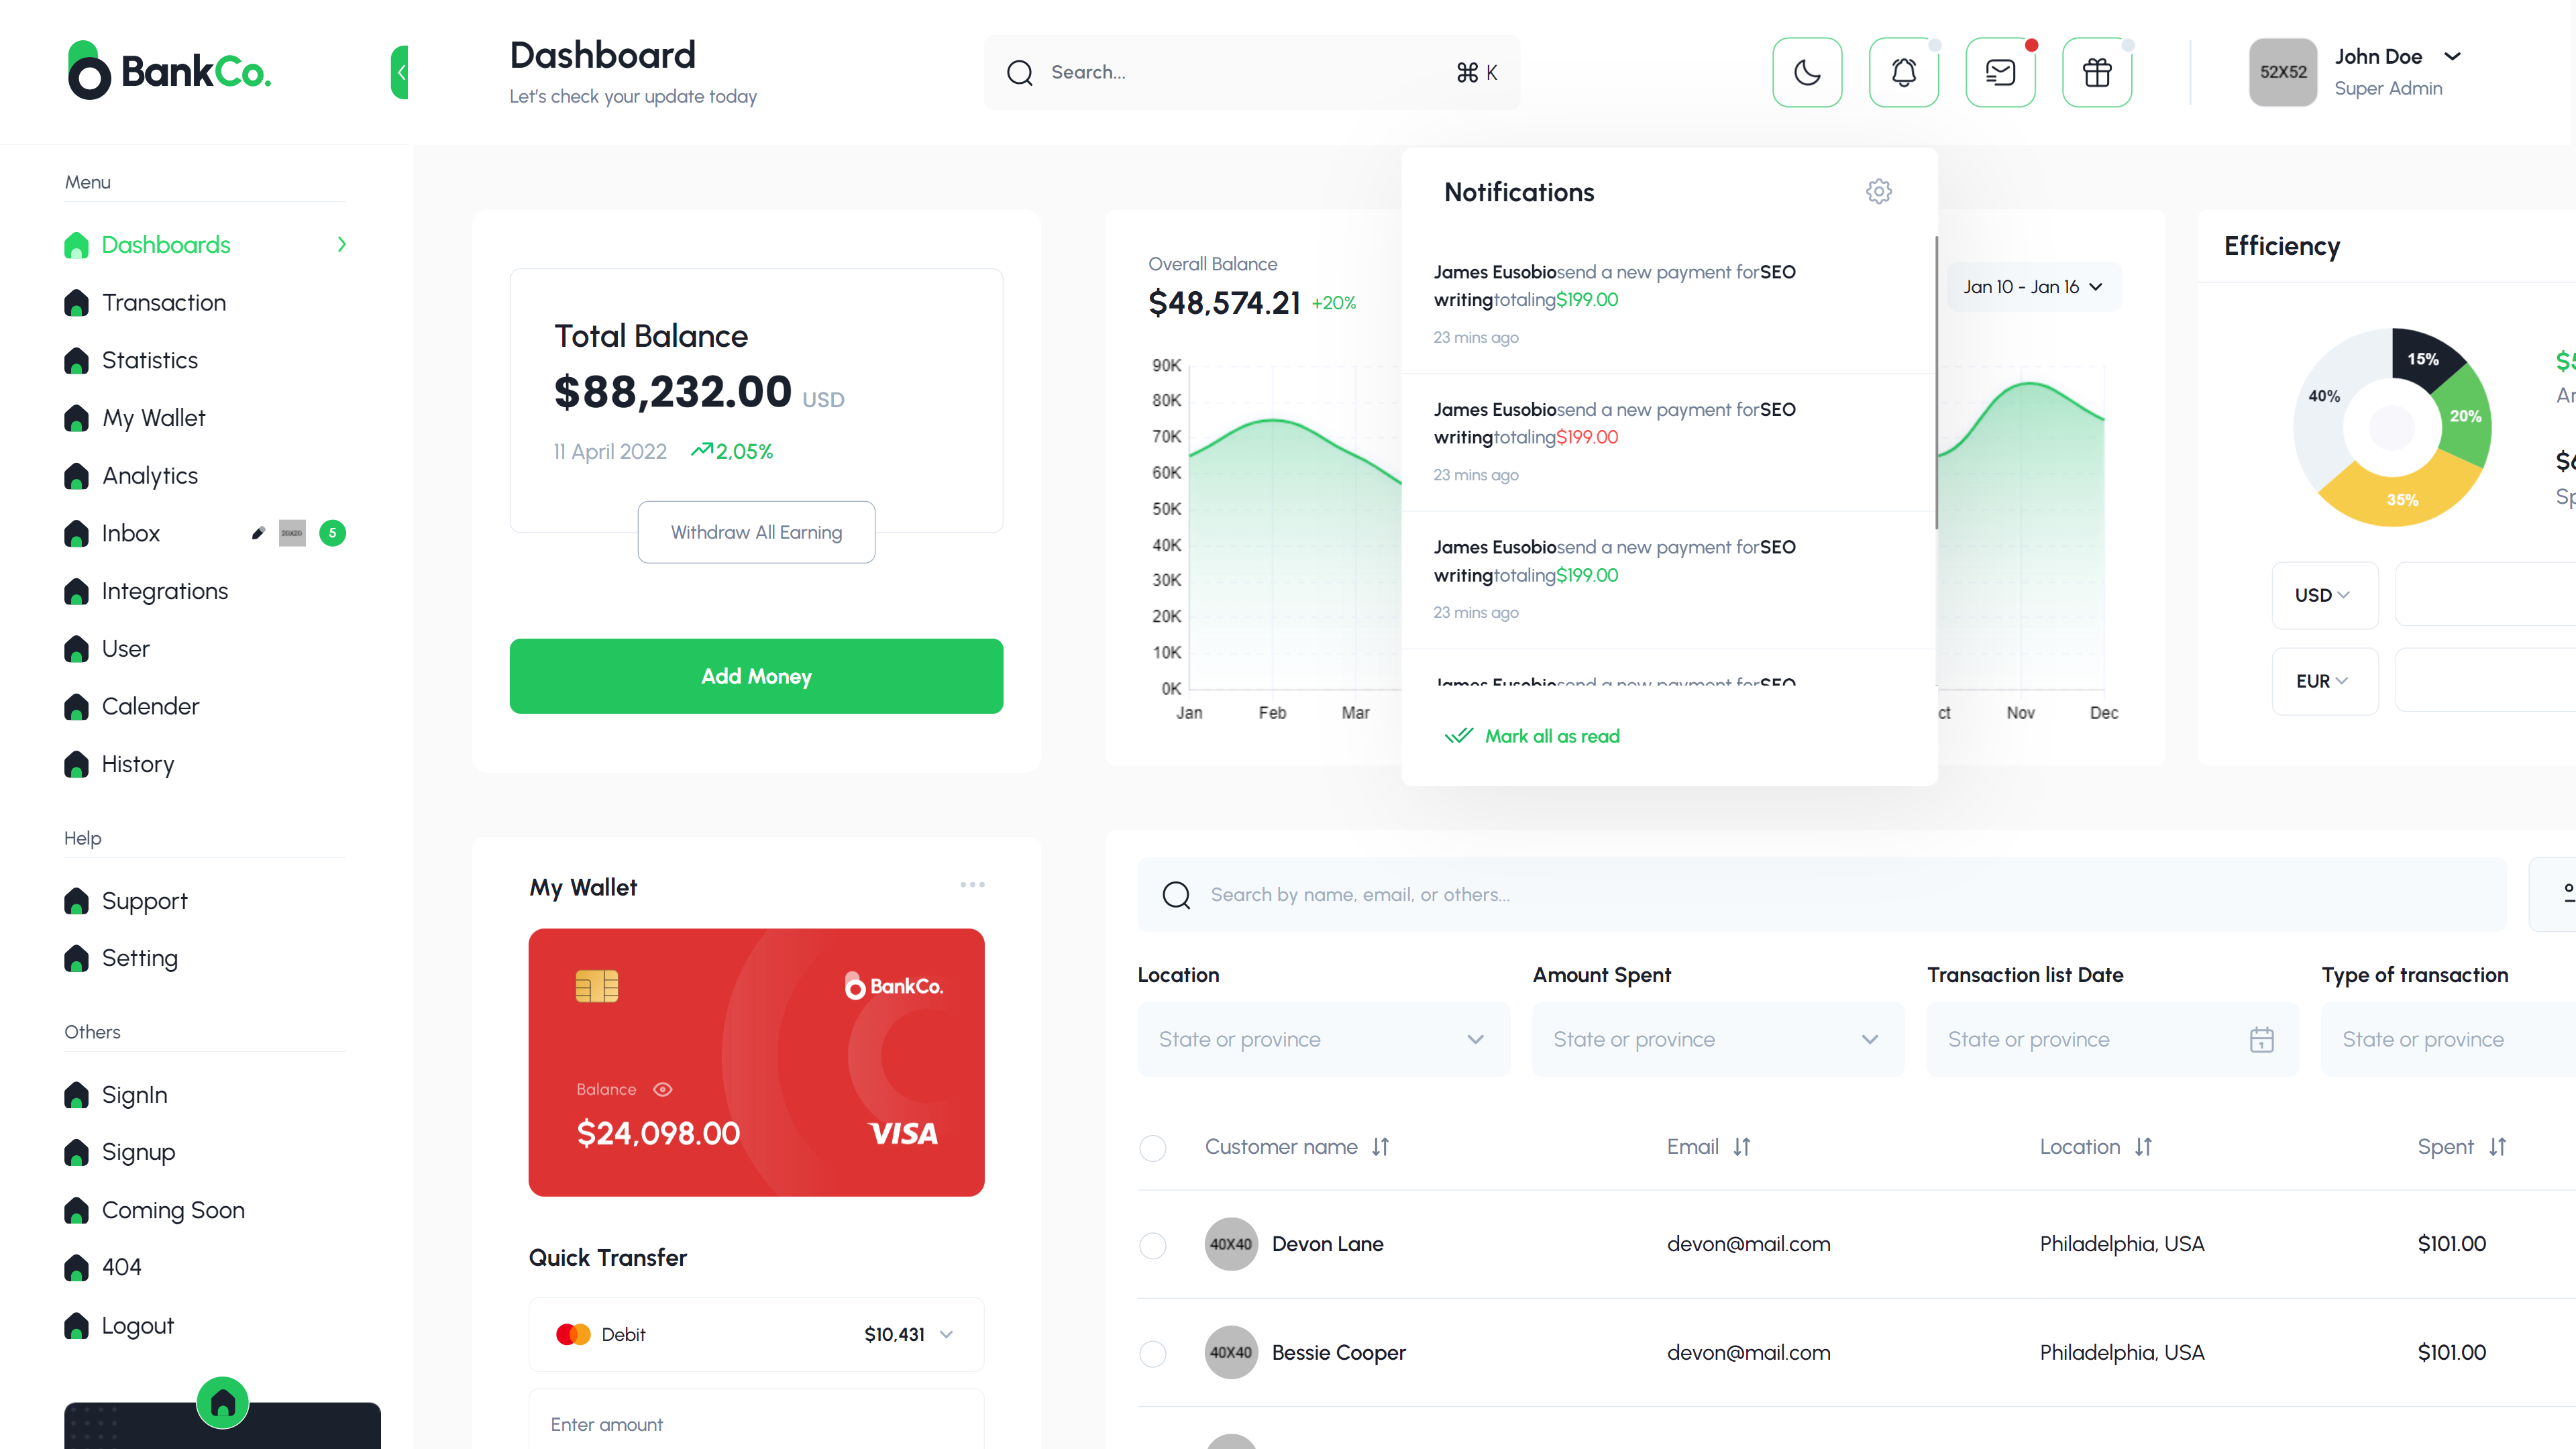 BankCo.
Dashboard
Let's check your update today
Search...
⌘ K
52X52
John Doe
Super Admin
Menu
Dashboards
Transaction
Statistics
My Wallet
Analytics
Inbox
5
Integrations
User
Calender
History
Help
Support
Setting
Others
SignIn
Signup
Coming Soon
404
Logout
Total Balance
$88,232.00 USD
11 April 2022
2,05%
Withdraw All Earning
Add Money
Overall Balance
$48,574.21 +20%
Jan 10 - Jan 16
90K
80K
70K
60K
50K
40K
30K
20K
10K
0K
Jan
Feb
Mar
ct
Nov
Dec
Notifications
James Eusobiosend a new payment forSEO
writingtotaling$199.00
23 mins ago
James Eusobiosend a new payment forSEO
writingtotaling$199.00
23 mins ago
James Eusobiosend a new payment forSEO
writingtotaling$199.00
23 mins ago
James Eusobiosend a new payment forSEO
Mark all as read
Efficiency
15%
20%
35%
40%
USD
EUR
My Wallet
BankCo.
Balance
$24,098.00
VISA
Quick Transfer
Debit
$10,431
Enter amount
Search by name, email, or others...
Location
Amount Spent
Transaction list Date
Type of transaction
State or province
State or province
State or province
State or province
Customer name
Email
Location
Spent
40X40
Devon Lane
devon@mail.com
Philadelphia, USA
$101.00
40X40
Bessie Cooper
devon@mail.com
Philadelphia, USA
$101.00